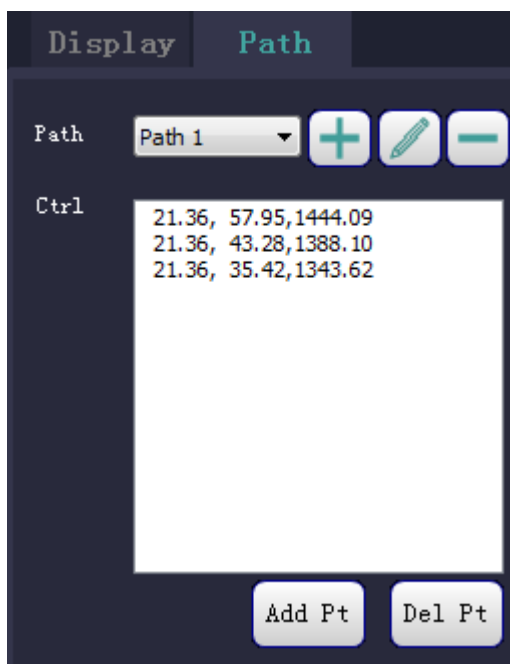 Display Path
Path Path 1
Ctrl
21.36, 57.95,1444.09
21.36, 43.28,1388.10
21.36, 35.42,1343.62
Add Pt Del Pt